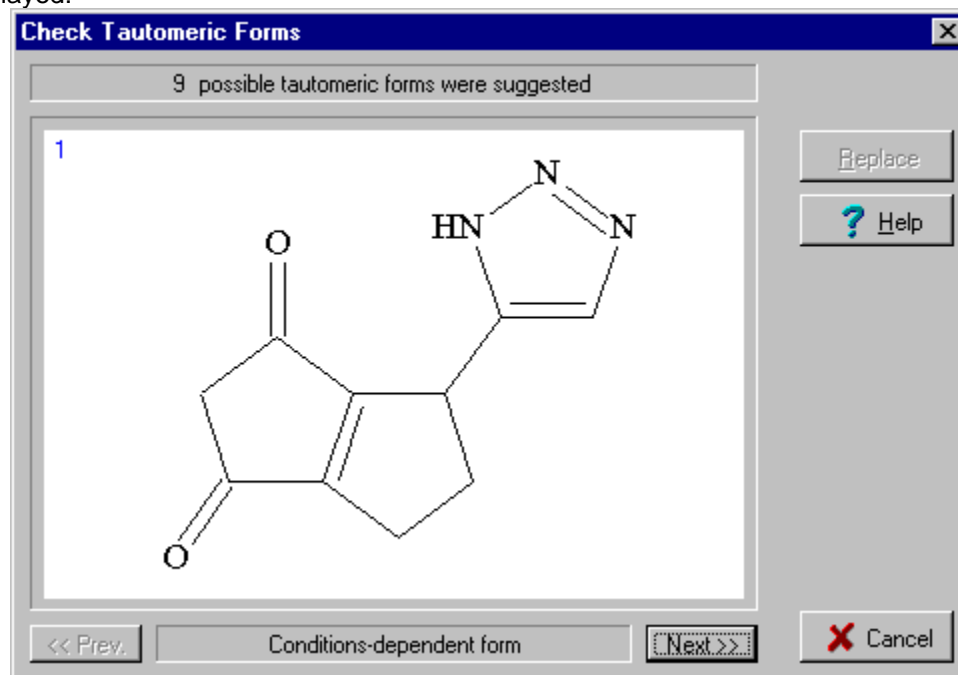 layed.
Check Tautomeric Forms
9 possible tautomeric forms were suggested
1
N
HN
N
O
O
Replace
? Help
<< Prev.
Conditions-dependent form
Next >>
Cancel